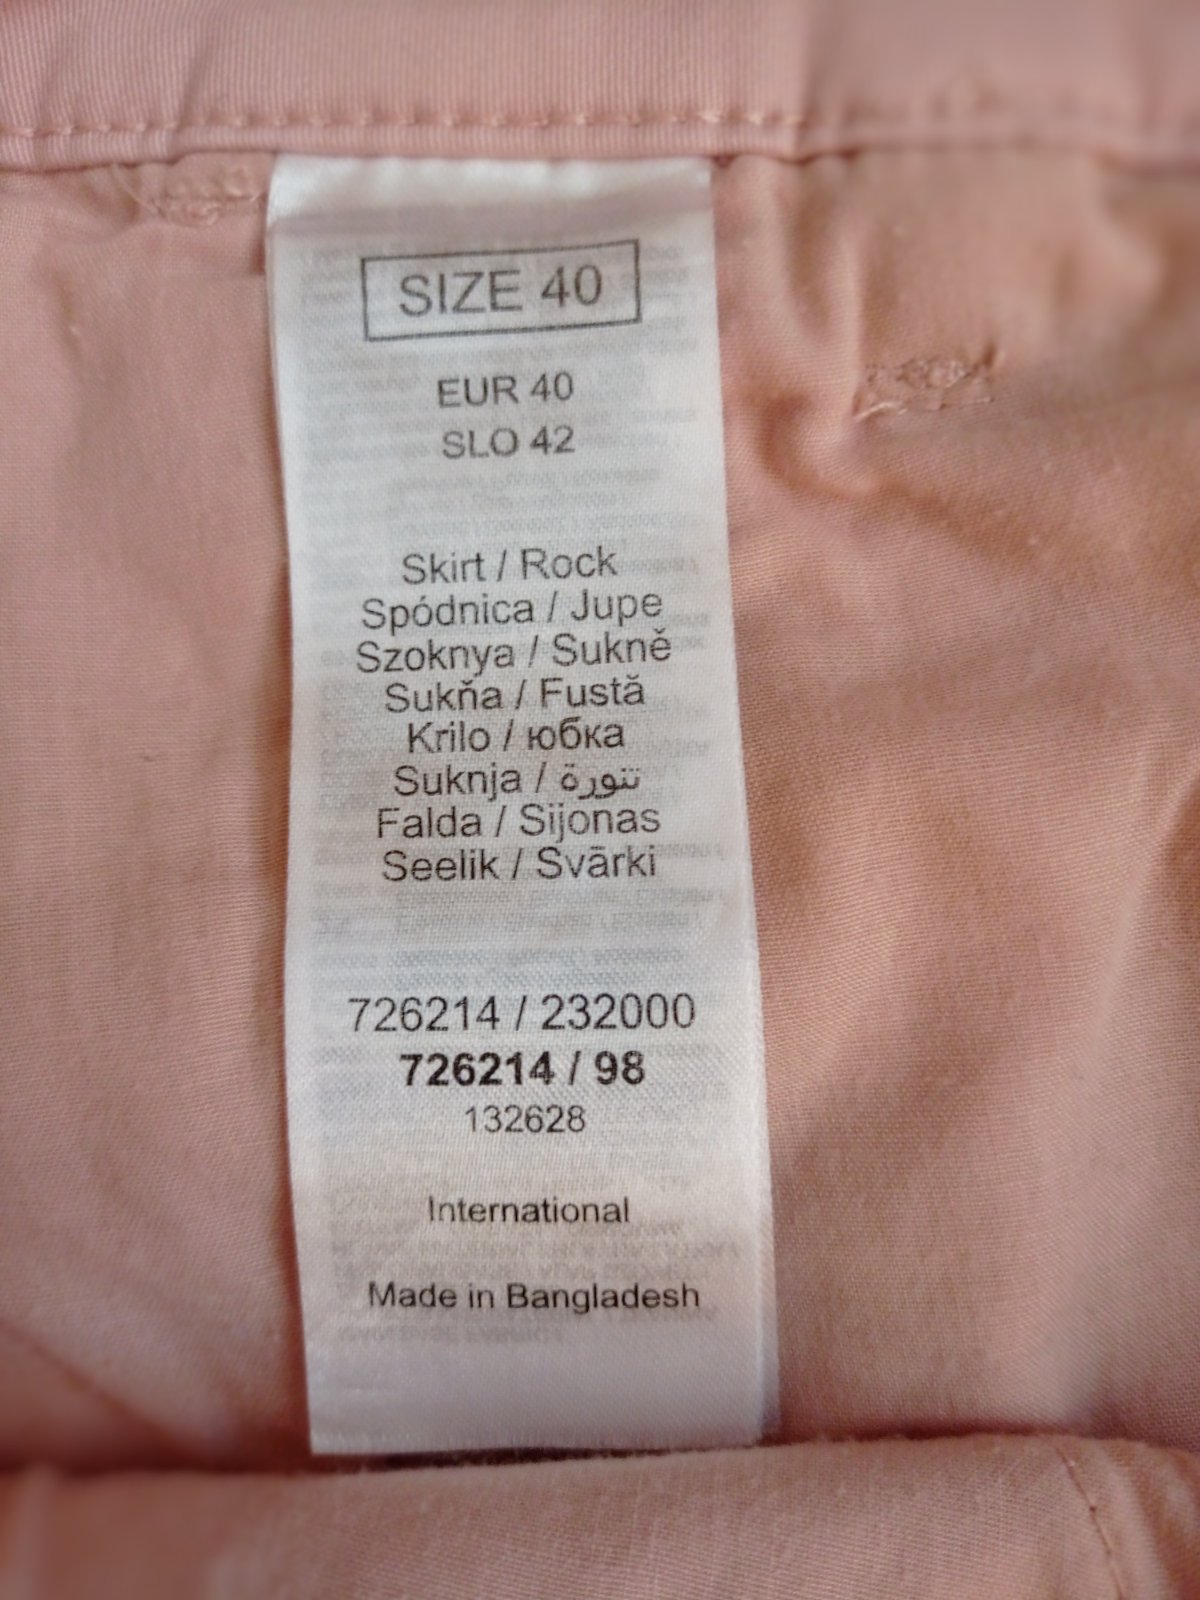 SIZE 40
EUR 40
SLO 42
Skirt / Rock
Spódnica / Jupe
Szoknya / Sukně
Sukňa / Fustă
Krilo / юбка
Suknja / تنورة
Falda / Sijonas
Seelik / Svārki
726214 / 232000
726214 / 98
132628
International
Made in Bangladesh